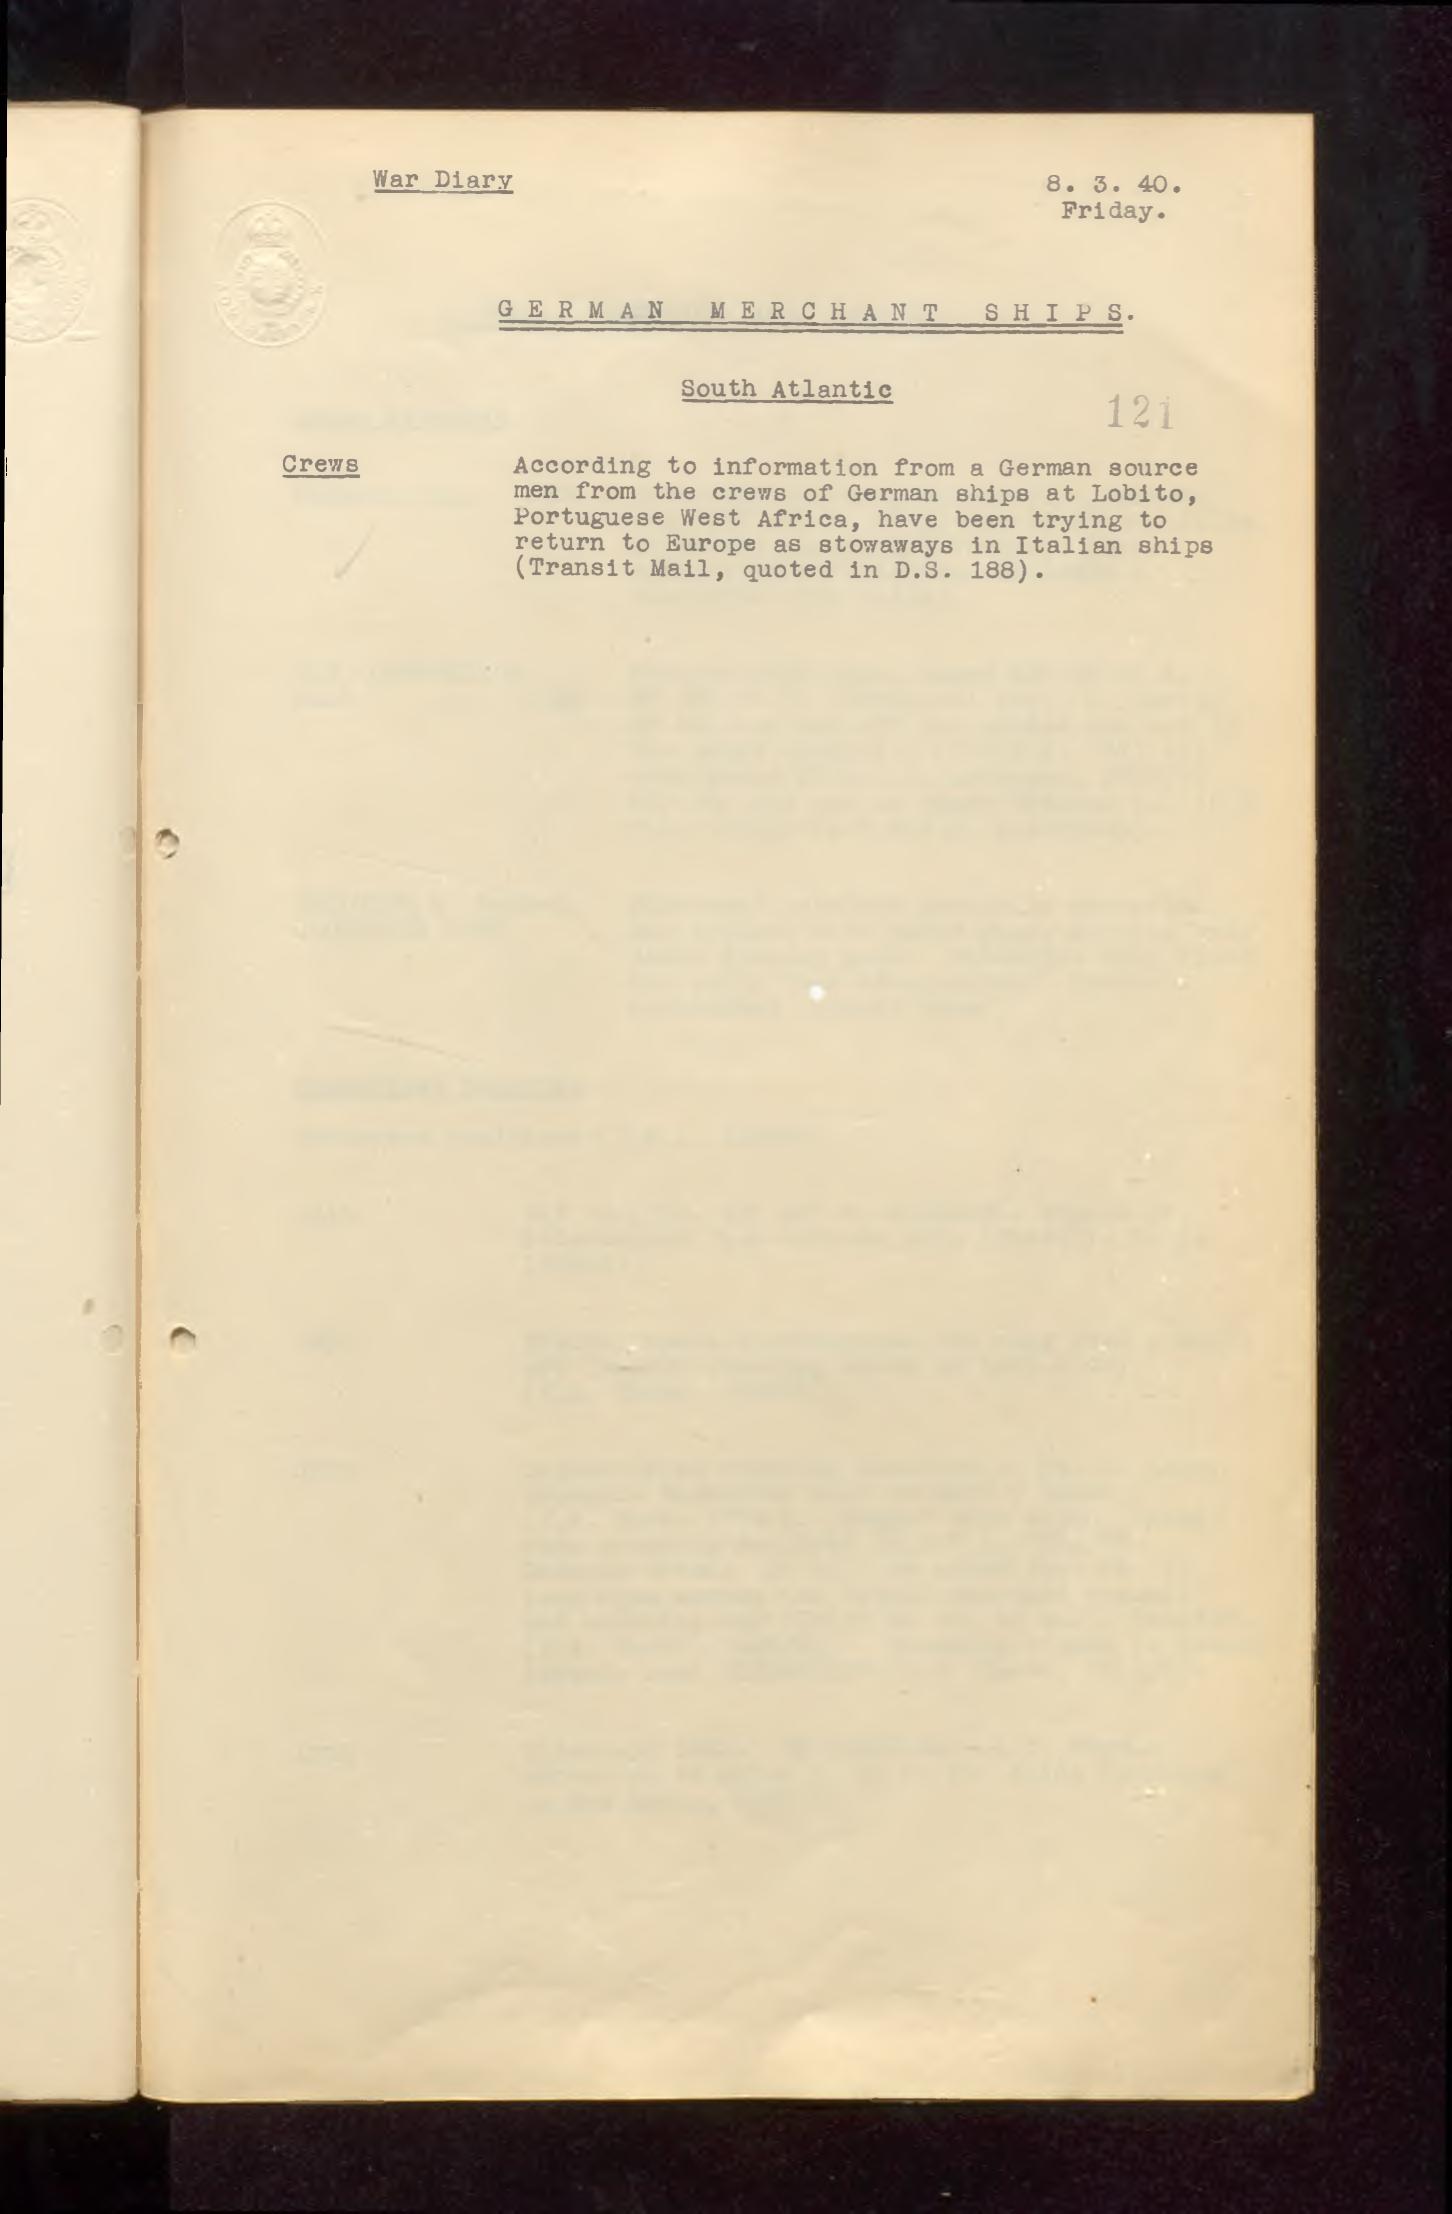 War Diary
8. 3. 40.
Friday.
GERMAN MERCHANT SHIPS.
South Atlantic
121
Crews
According to information from a German source
men from the crews of German ships at Lobito,
Portuguese West Africa, have been trying to
return to Europe as stowaways in Italian ships
(Transit Mail, quoted in D.S. 188).